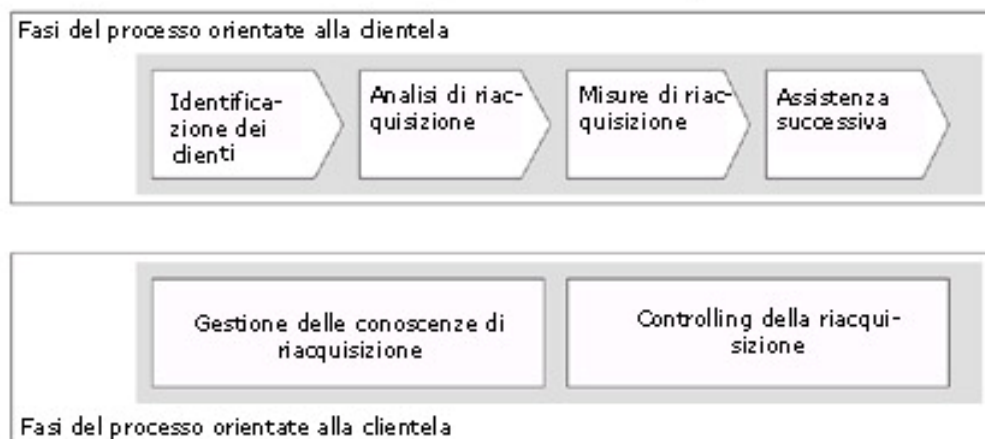 Fasi del processo orientate alla clientela
Identifica-
zione dei
clienti
Analisi di riac-
quisizione
Misure di riac-
quisizione
Assistenza
successiva
Gestione delle conoscenze di
riacquisizione
Controlling della riacqui-
sizione
Fasi del processo orientate alla clientela